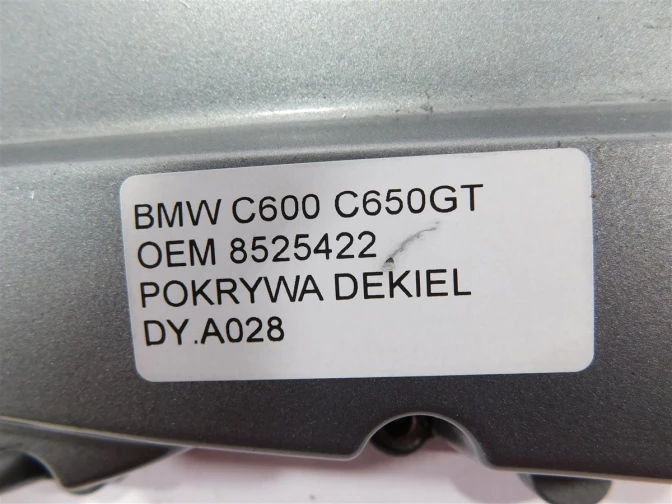 BMW C600 C650GT
OEM 8525422
POKRYWA DEKIEL
DY.A028